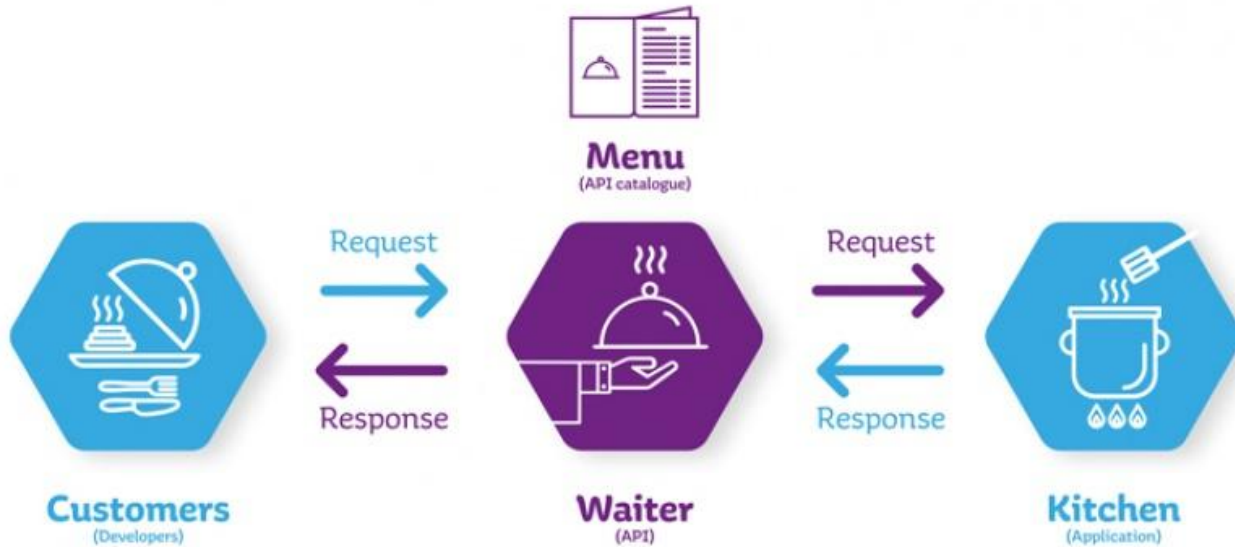 Menu
(API catalogue)
Request
Request
Response
Response
Customers
(Developers)
Waiter
(API)
Kitchen
(Application)